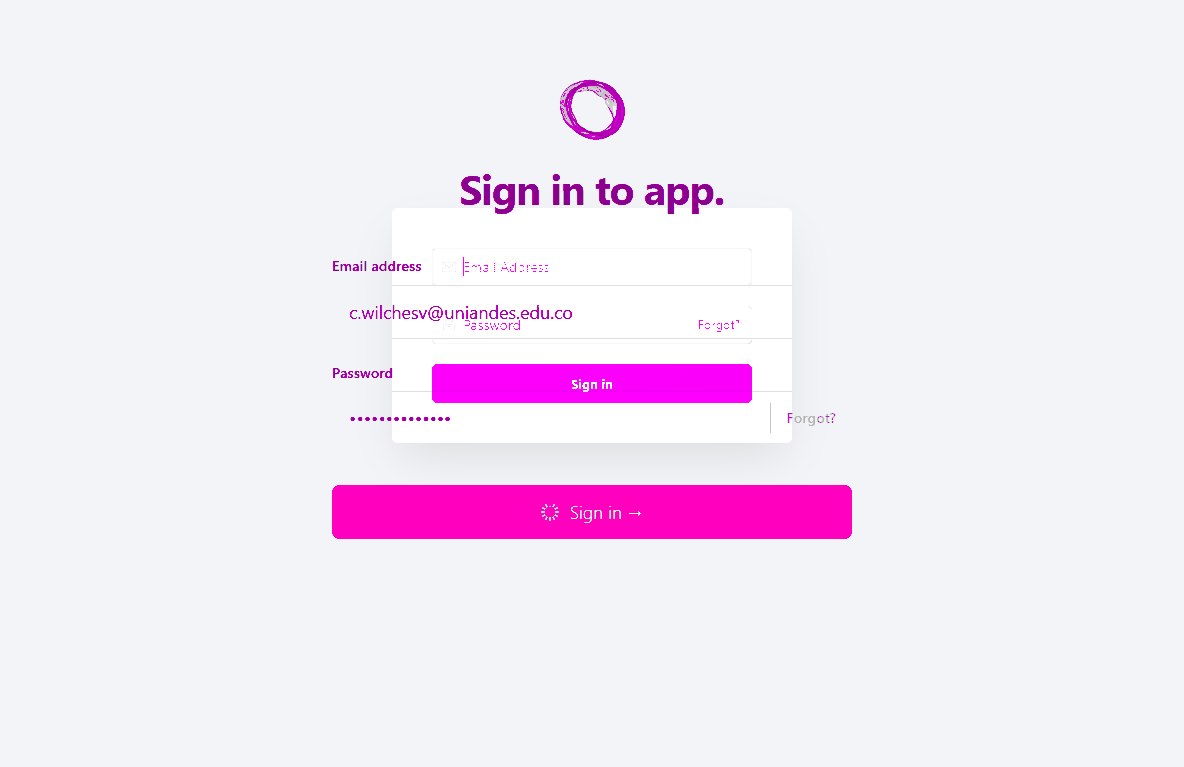 Sign in to app.
Email address
Email Address
c.wilchesv@uniandes.edu.co
Password
Forgot?
Password
Sign in
••••••••••••••
Forgot?
Sign in →